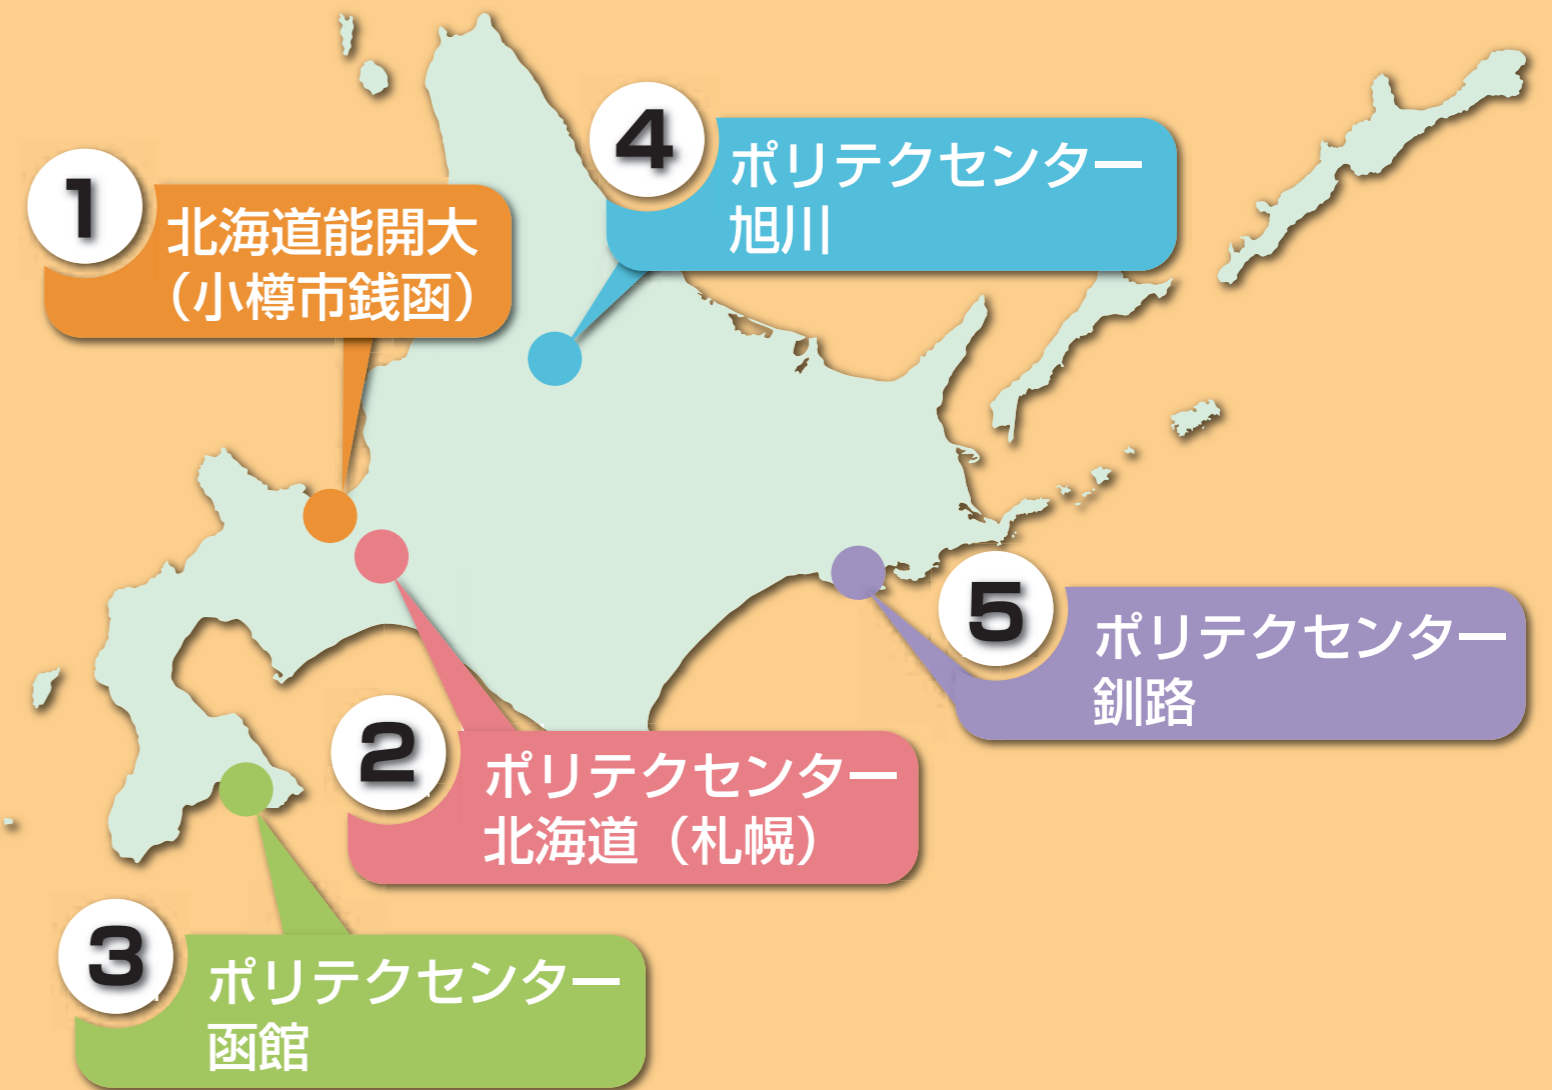 1
北海道能開大
（小樽市銭函）
2
ポリテクセンター
北海道（札幌）
3
ポリテクセンター
函館
4
ポリテクセンター
旭川
5
ポリテクセンター
釧路